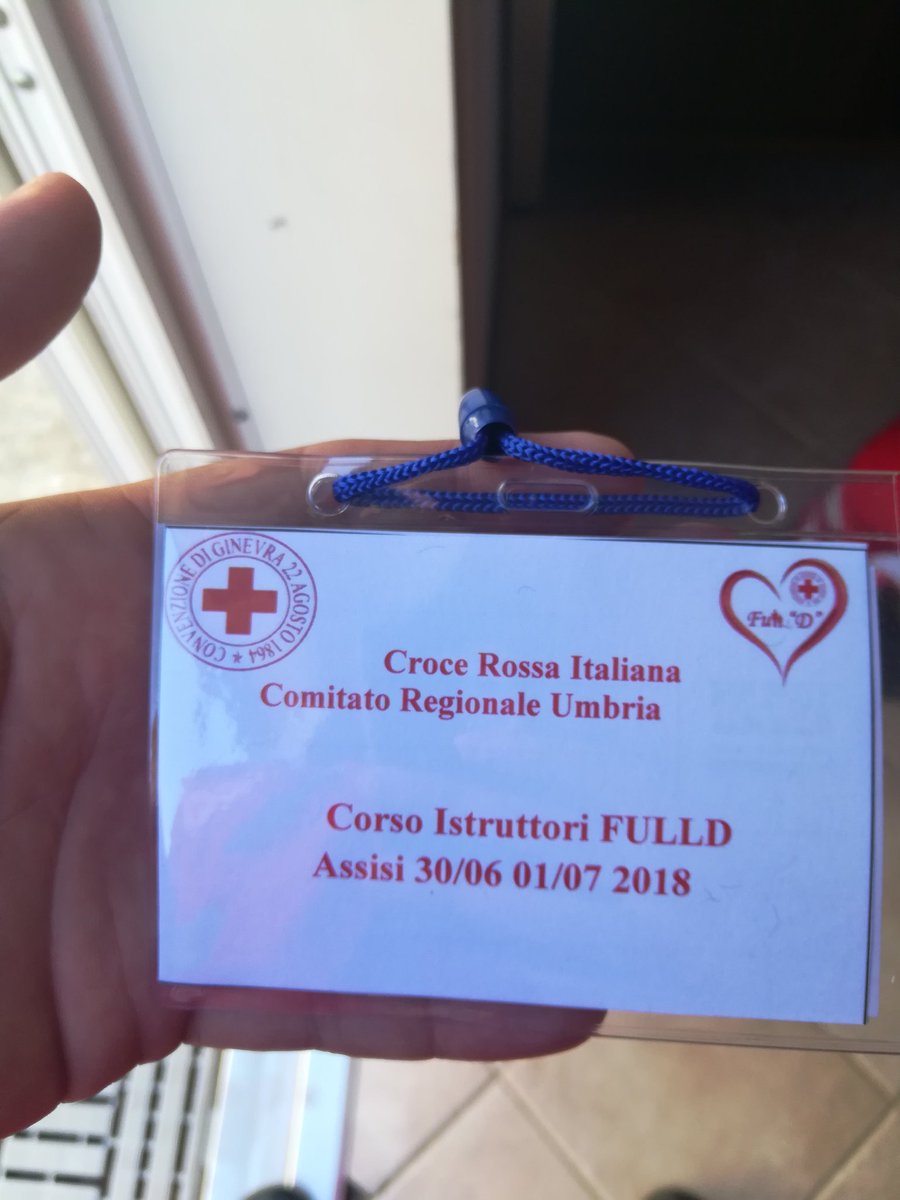 CONVENZIONE DI GINEVRA 22 AGOSTO 1864
Full "D"
Croce Rossa Italiana
Comitato Regionale Umbria
Corso Istruttori FULLD
Assisi 30/06 01/07 2018